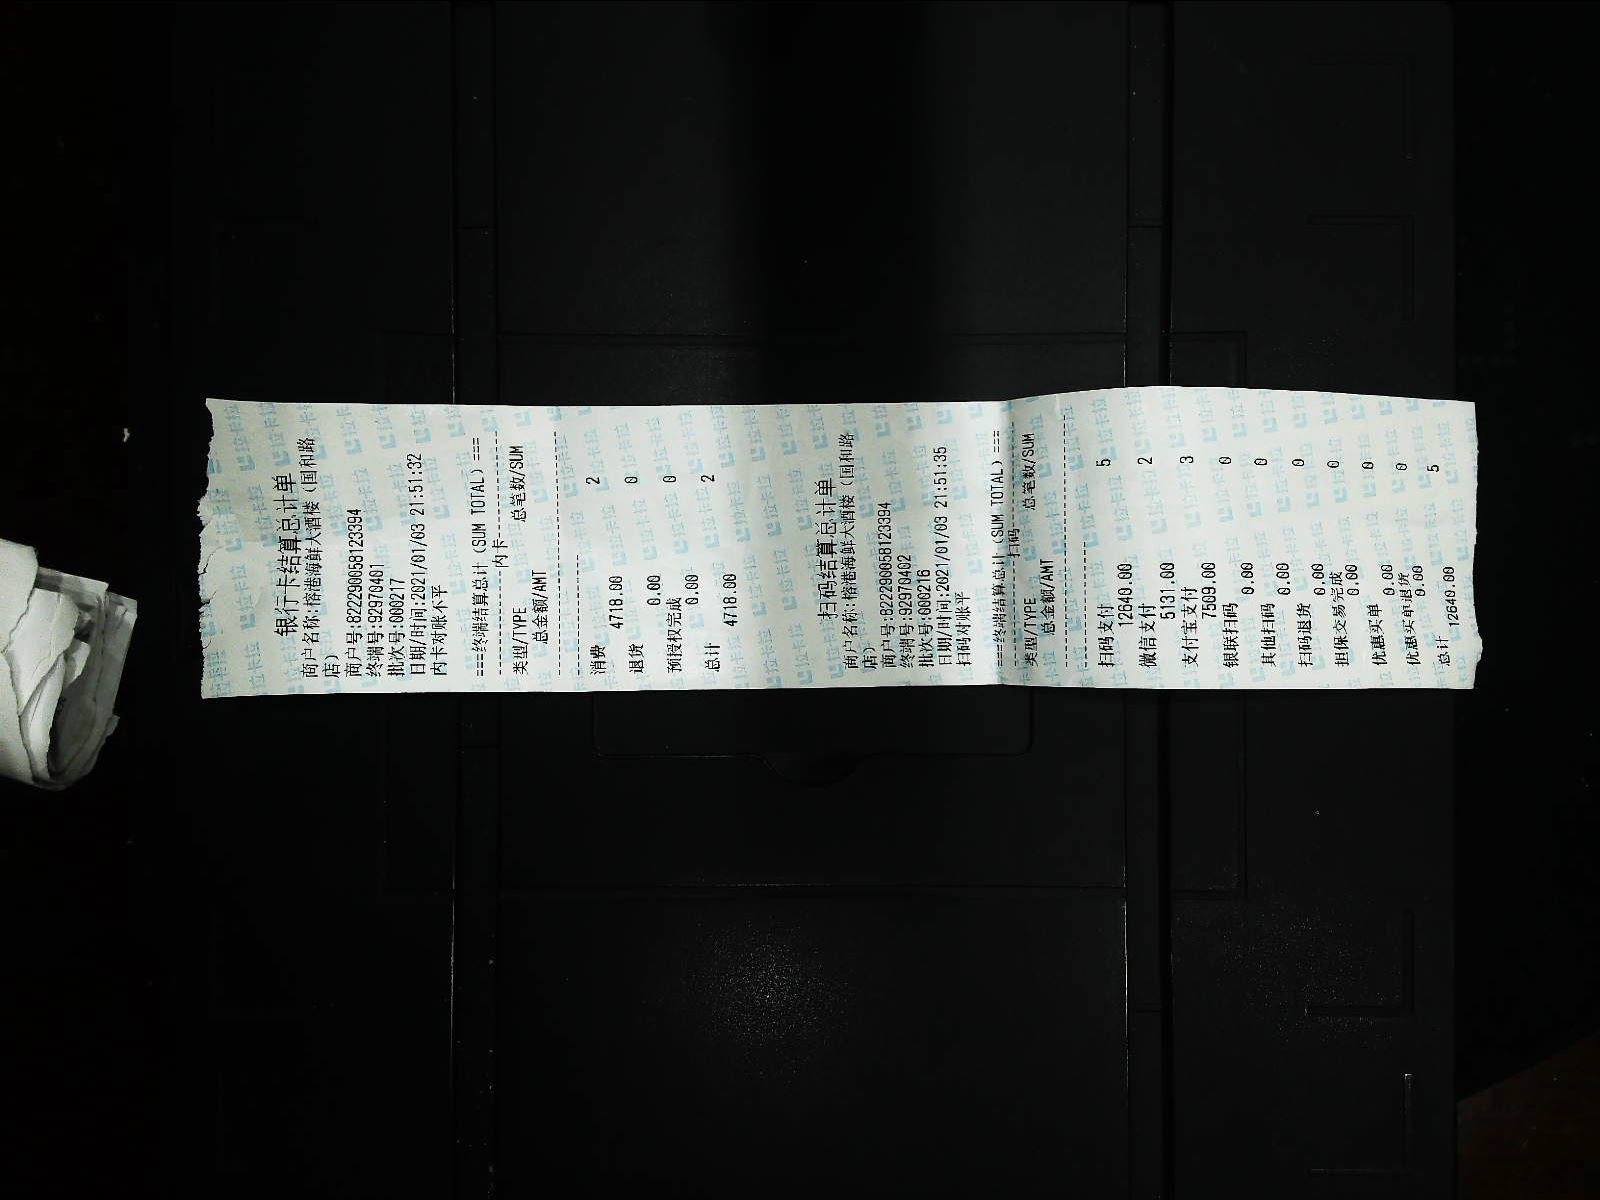 银行卡结算总计单
商户名称:榕港海鲜大酒楼（国和路
店）
商户号:822290058123394
终端号:92970401
批次号:000217
日期/时间:2021/01/03 21:51:32
内卡对账不平
===终端结算总计（SUM TOTAL）===
------------内卡------------
类型/TYPE 总笔数/SUM
总金额/AMT
消费 2
4718.00
退货 0
0.00
预授权完成 0
0.00
总计 2
4718.00
扫码结算总计单
商户名称:榕港海鲜大酒楼（国和路
店）
商户号:822290058123394
终端号:92970402
批次号:000216
日期/时间:2021/01/03 21:51:35
扫码对账平
===终端结算总计（SUM TOTAL）===
------------扫码------------
类型/TYPE 总笔数/SUM
总金额/AMT
扫码支付 5
12640.00
微信支付 2
5131.00
支付宝支付 3
7509.00
银联扫码 0
0.00
其他扫码 0
0.00
扫码退货 0
0.00
担保交易完成 0
0.00
优惠买单 0
0.00
优惠买单退货 0
0.00
总计 5
12640.00
拉卡拉